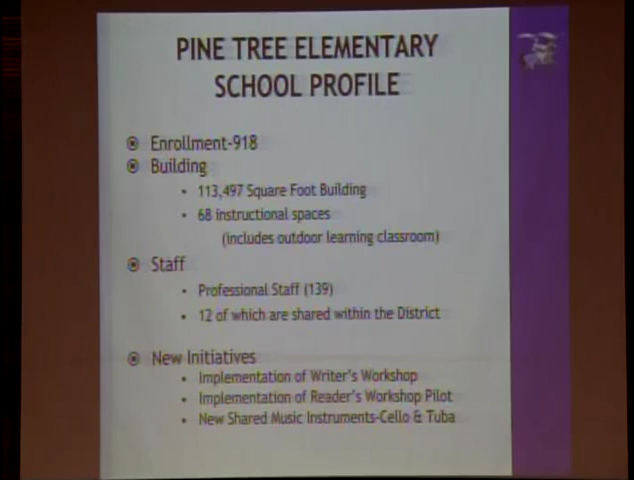 PINE TREE ELEMENTARY
SCHOOL PROFILE
Enrollment-918
Building
113,497 Square Foot Building
68 instructional spaces
(includes outdoor learning classroom)
Staff
Professional Staff (139)
12 of which are shared within the District
New Initiatives
Implementation of Writer's Workshop
Implementation of Reader's Workshop Pilot
New Shared Music Instruments-Cello & Tuba